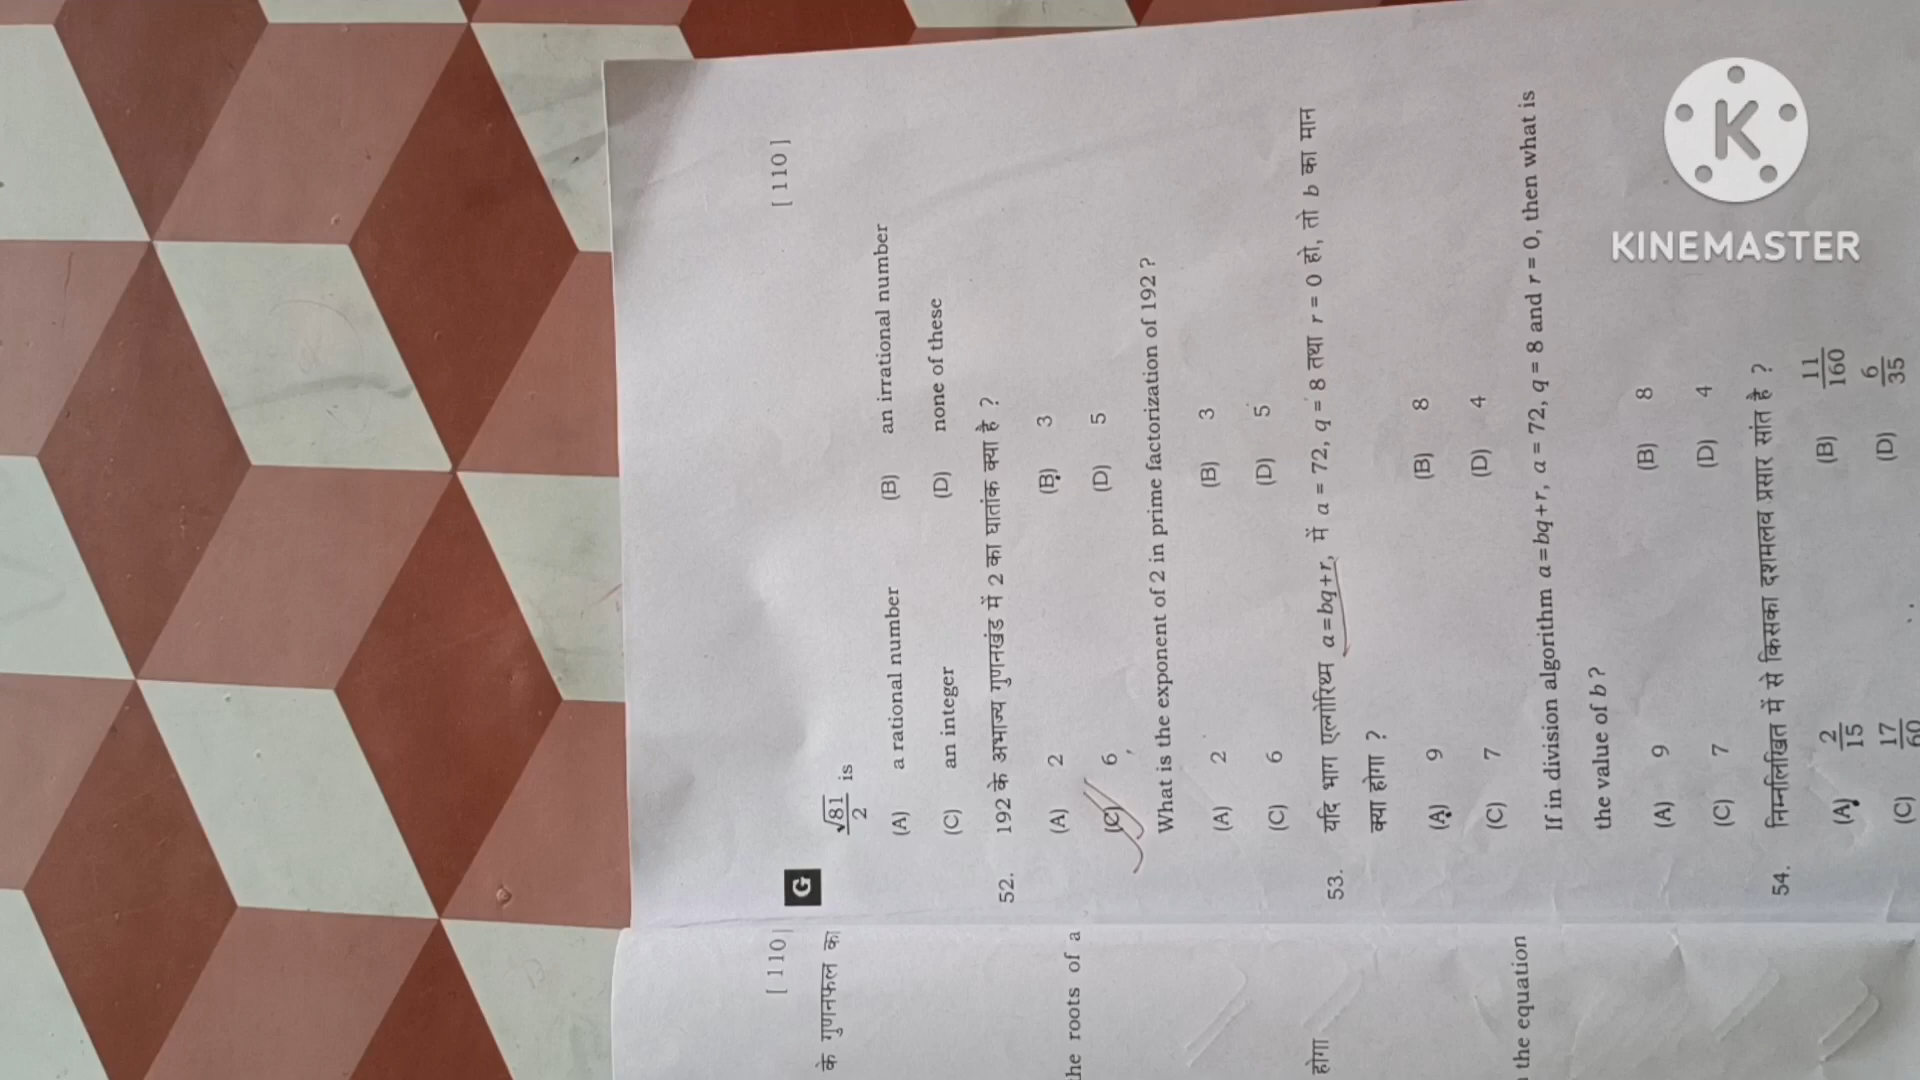 [ 110 ]
के गुणनफल का
the roots of a
होगा
the equation
G
[ 110 ]
√81/2 is
(A) a rational number (B) an irrational number
(C) an integer (D) none of these
52. 192 के अभाज्य गुणनखंड में 2 का घातांक क्या है ?
(A) 2 (B) 3
(C) 6 (D) 5
What is the exponent of 2 in prime factorization of 192 ?
(A) 2 (B) 3
(C) 6 (D) 5
53. यदि भाग एल्गोरिथ्म a = bq + r, में a = 72, q = 8 तथा r = 0 हो, तो b का मान
क्या होगा ?
(A) 9 (B) 8
(C) 7 (D) 4
If in division algorithm a = bq + r, a = 72, q = 8 and r = 0, then what is
the value of b ?
(A) 9 (B) 8
(C) 7 (D) 4
54. निम्नलिखित में से किसका दशमलव प्रसार सांत है ?
(A) 2/15 (B) 11/160
(C) 17/60 (D) 6/35
KINEMASTER